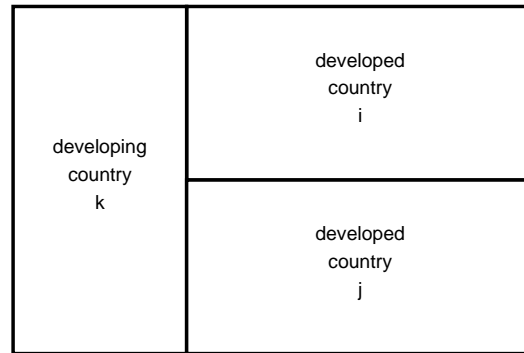 developing
country
k
developed
country
i
developed
country
j